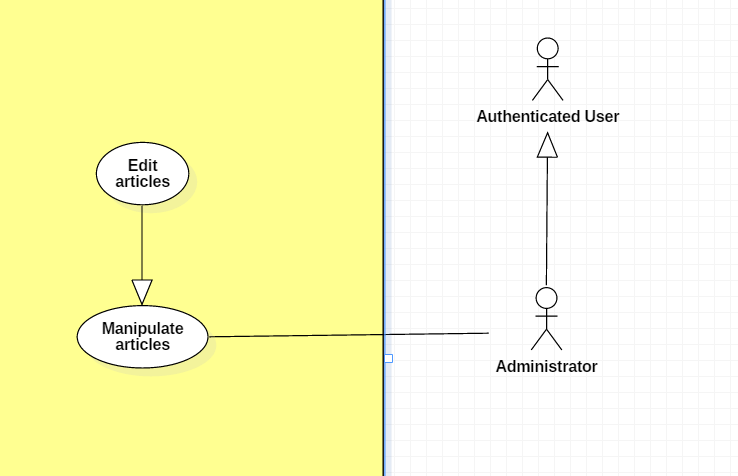 Authenticated User
Edit
articles
Manipulate
articles
Administrator